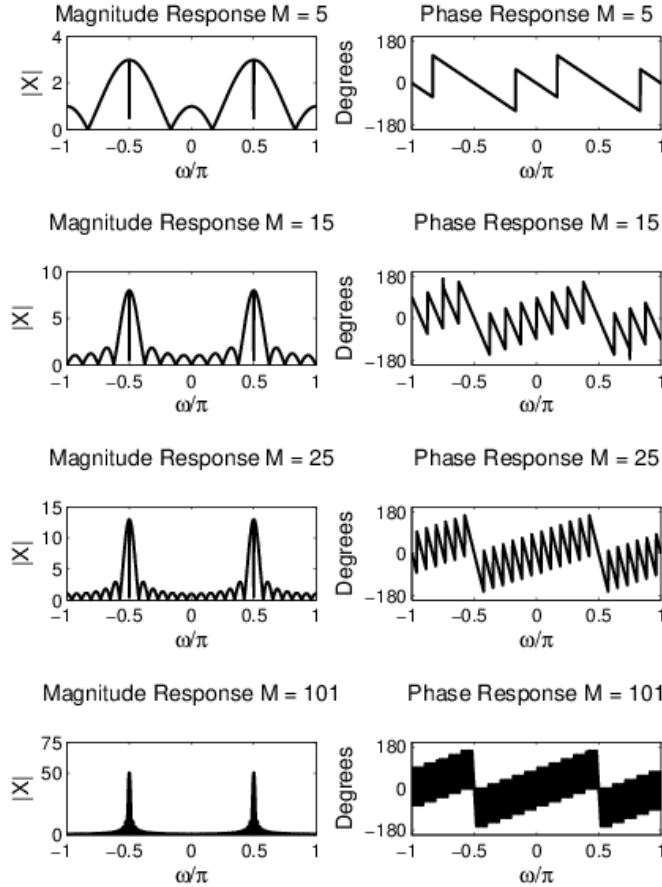 Magnitude Response M = 5
Phase Response M = 5
|X|
4
2
0
−1 −0.5 0 0.5 1
ω/π
Degrees
180
0
−180
−1 −0.5 0 0.5 1
ω/π
Magnitude Response M = 15
Phase Response M = 15
|X|
10
5
0
−1 −0.5 0 0.5 1
ω/π
Degrees
180
0
−180
−1 −0.5 0 0.5 1
ω/π
Magnitude Response M = 25
Phase Response M = 25
|X|
15
10
5
0
−1 −0.5 0 0.5 1
ω/π
Degrees
180
0
−180
−1 −0.5 0 0.5 1
ω/π
Magnitude Response M = 101
Phase Response M = 101
|X|
75
50
0
−1 −0.5 0 0.5 1
ω/π
Degrees
180
0
−180
−1 −0.5 0 0.5 1
ω/π